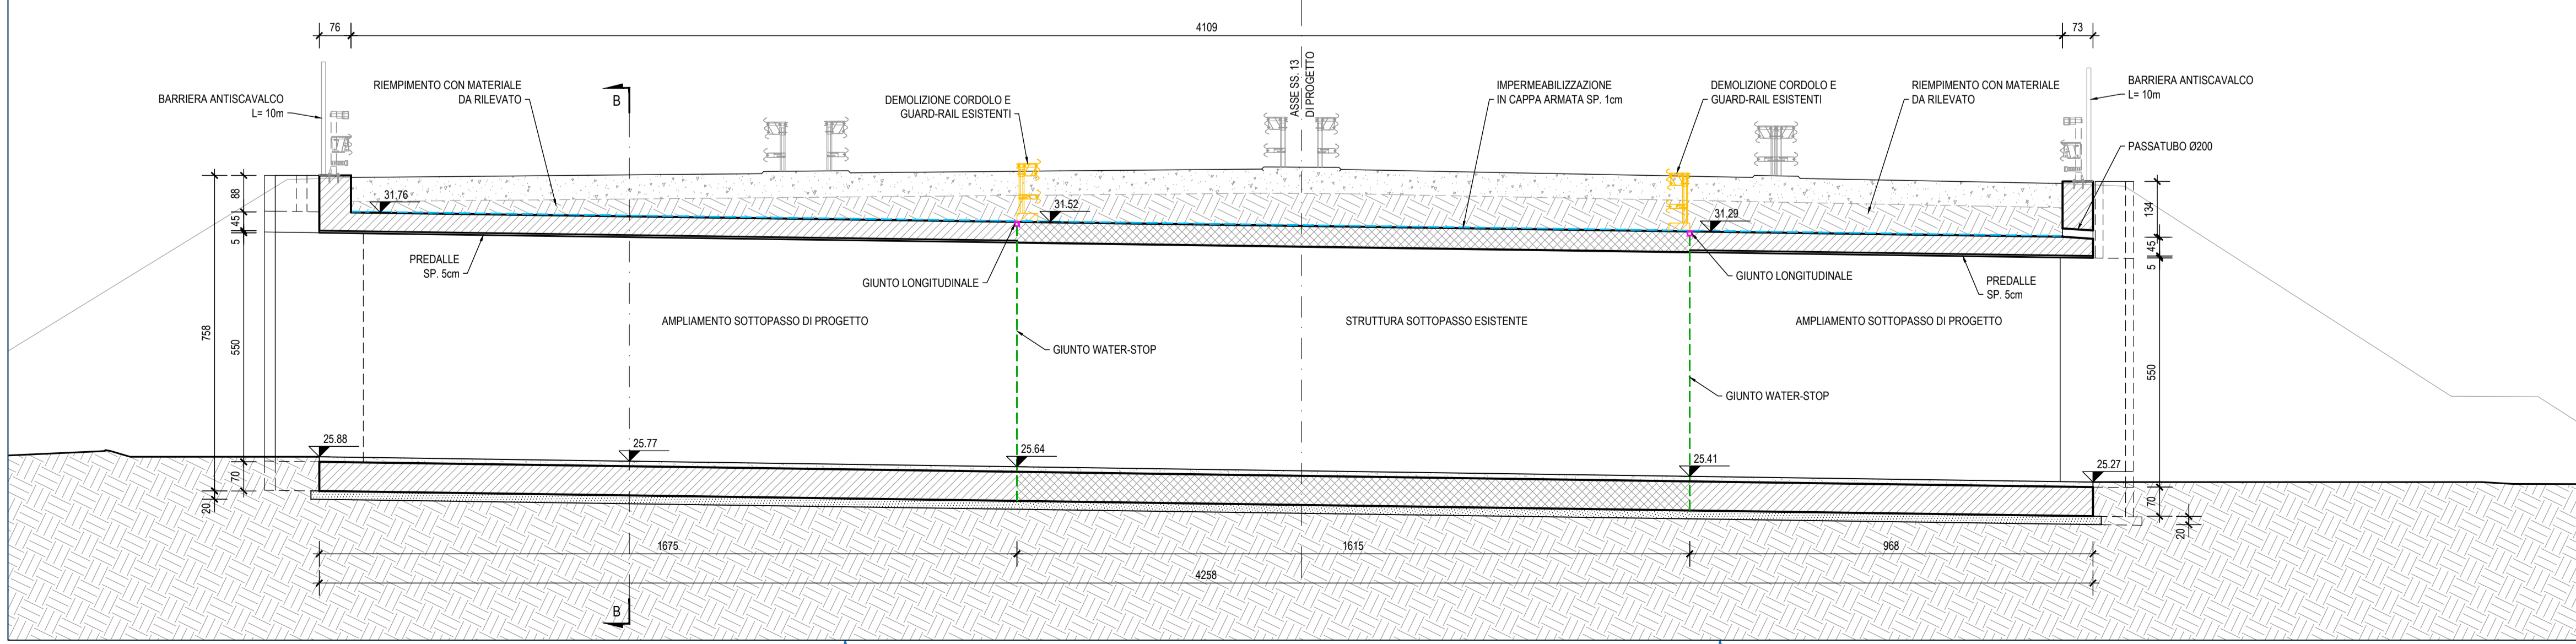 76
4109
73
ASSE SS. 13
DI PROGETTO
BARRIERA ANTISCAVALCO
L= 10m
RIEMPIMENTO CON MATERIALE
DA RILEVATO
B
DEMOLIZIONE CORDOLO E
GUARD-RAIL ESISTENTI
IMPERMEABILIZZAZIONE
IN CAPPA ARMATA SP. 1cm
DEMOLIZIONE CORDOLO E
GUARD-RAIL ESISTENTI
RIEMPIMENTO CON MATERIALE
DA RILEVATO
BARRIERA ANTISCAVALCO
L= 10m
PASSATUBO Ø200
88
45
5
31.76
31.52
31.29
134
45
5
PREDALLE
SP. 5cm
GIUNTO LONGITUDINALE
GIUNTO LONGITUDINALE
PREDALLE
SP. 5cm
AMPLIAMENTO SOTTOPASSO DI PROGETTO
STRUTTURA SOTTOPASSO ESISTENTE
AMPLIAMENTO SOTTOPASSO DI PROGETTO
758
550
GIUNTO WATER-STOP
GIUNTO WATER-STOP
550
25.88
25.77
25.64
25.41
25.27
70
20
70
20
1675
1615
968
4258
B